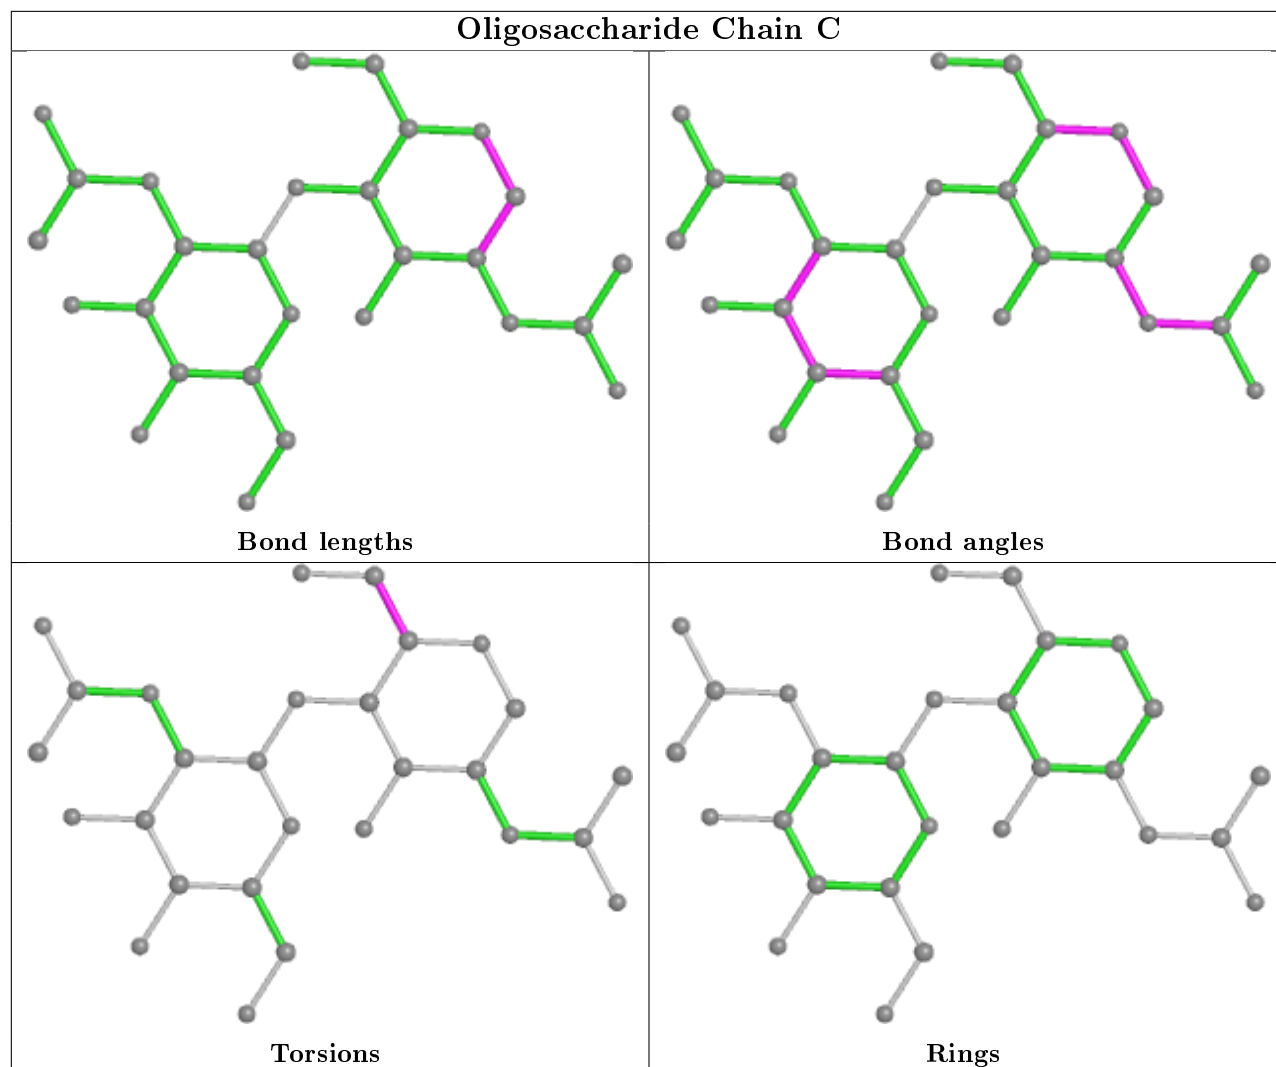 Oligosaccharide Chain C
Bond lengths
Bond angles
Torsions
Rings